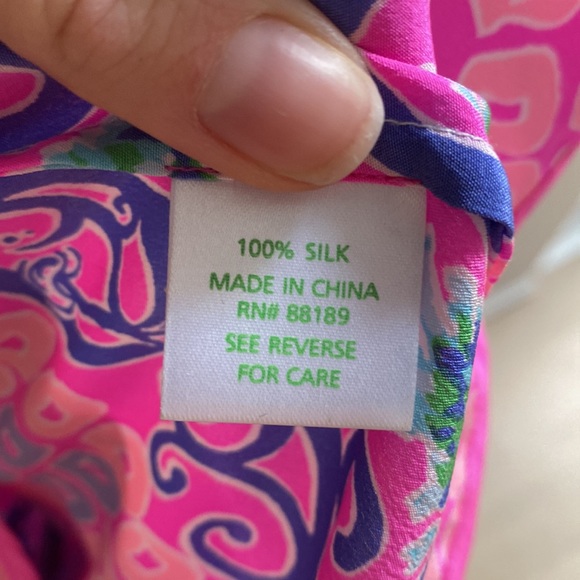 100% SILK
MADE IN CHINA
RN# 88189
SEE REVERSE
FOR CARE